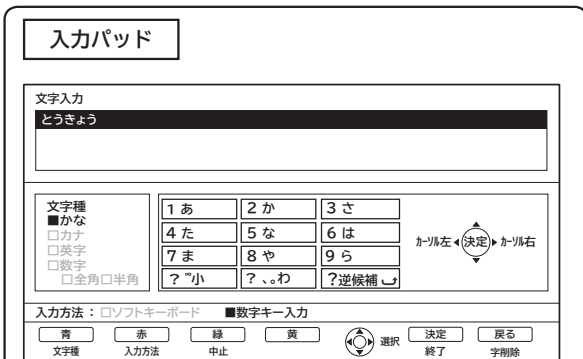 入力パッド
文字入力
とうきょう
文字種
■かな
□カナ
□英字
□数字
□全角□半角
1 あ 2 か 3 さ
4 た 5 な 6 は
7 ま 8 や 9 ら
? ゛小 ? 、。わ ?逆候補
カーソル左 決定 カーソル右
入力方法：□ソフトキーボード ■数字キー入力
青 赤 緑 黄 選択 決定 戻る
文字種 入力方法 中止 終了 字削除